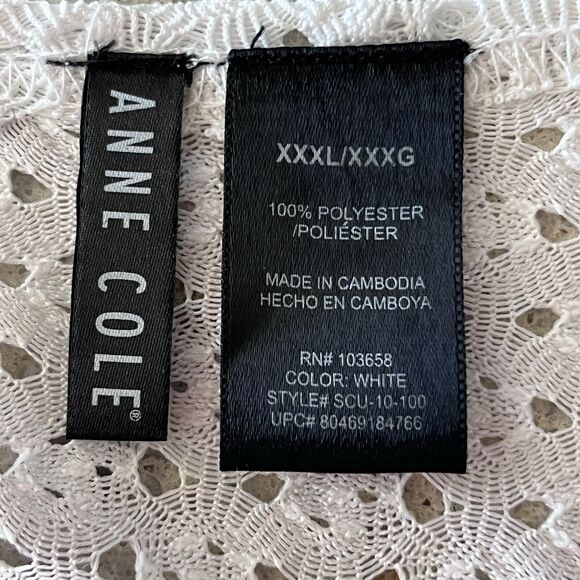 ANNE COLE®
XXXL/XXXG
100% POLYESTER
/POLIÉSTER
MADE IN CAMBODIA
HECHO EN CAMBOYA
RN# 103658
COLOR: WHITE
STYLE# SCU-10-100
UPC# 80469184766